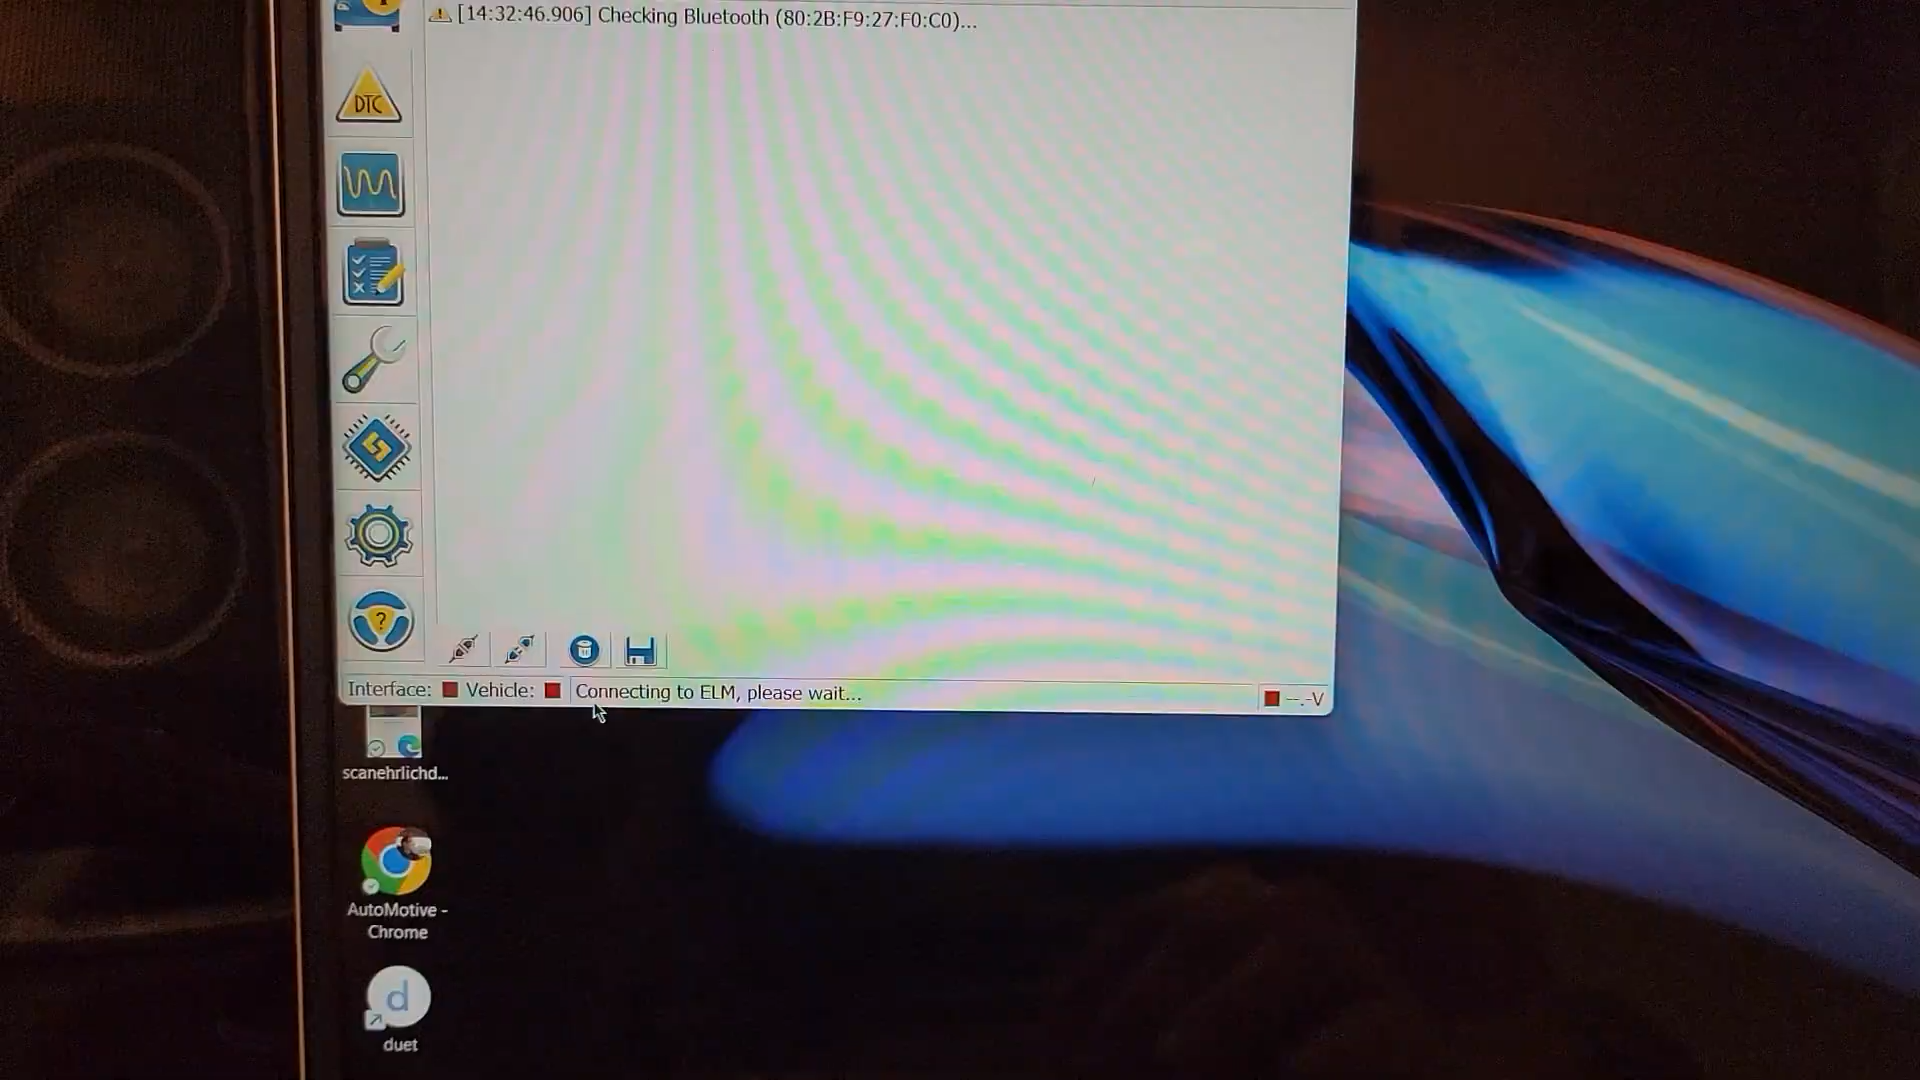 [14:32:46.906] Checking Bluetooth (80:2B:F9:27:F0:C0)...
DTC
?
Interface: Vehicle: Connecting to ELM, please wait... --.-V
scanehrlichd...
AutoMotive -
Chrome
d
duet